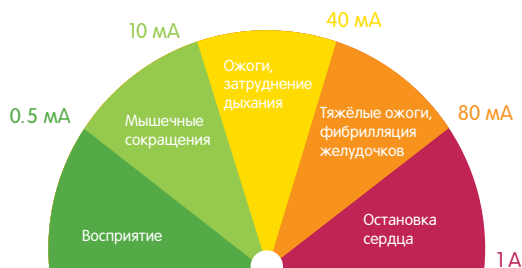 0.5 мА
10 мА
40 мА
80 мА
1 А
Восприятие
Мышечные
сокращения
Ожоги,
затруднение
дыхания
Тяжёлые ожоги,
фибрилляция
желудочков
Остановка
сердца